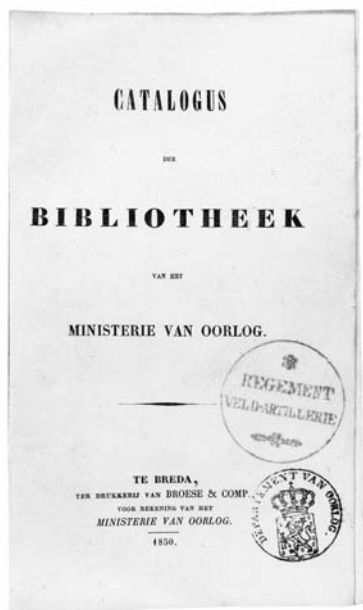 CATALOGUS
DER
BIBLIOTHEEK
VAN HET
MINISTERIE VAN OORLOG.
REGEMENT
VELD-ARTILLERIE
TE BREDA,
TER DRUKKERIJ VAN BROESE & COMP.
VOOR REKENING VAN HET
MINISTERIE VAN OORLOG.
1850.
DEPARTEMENT VAN OORLOG.